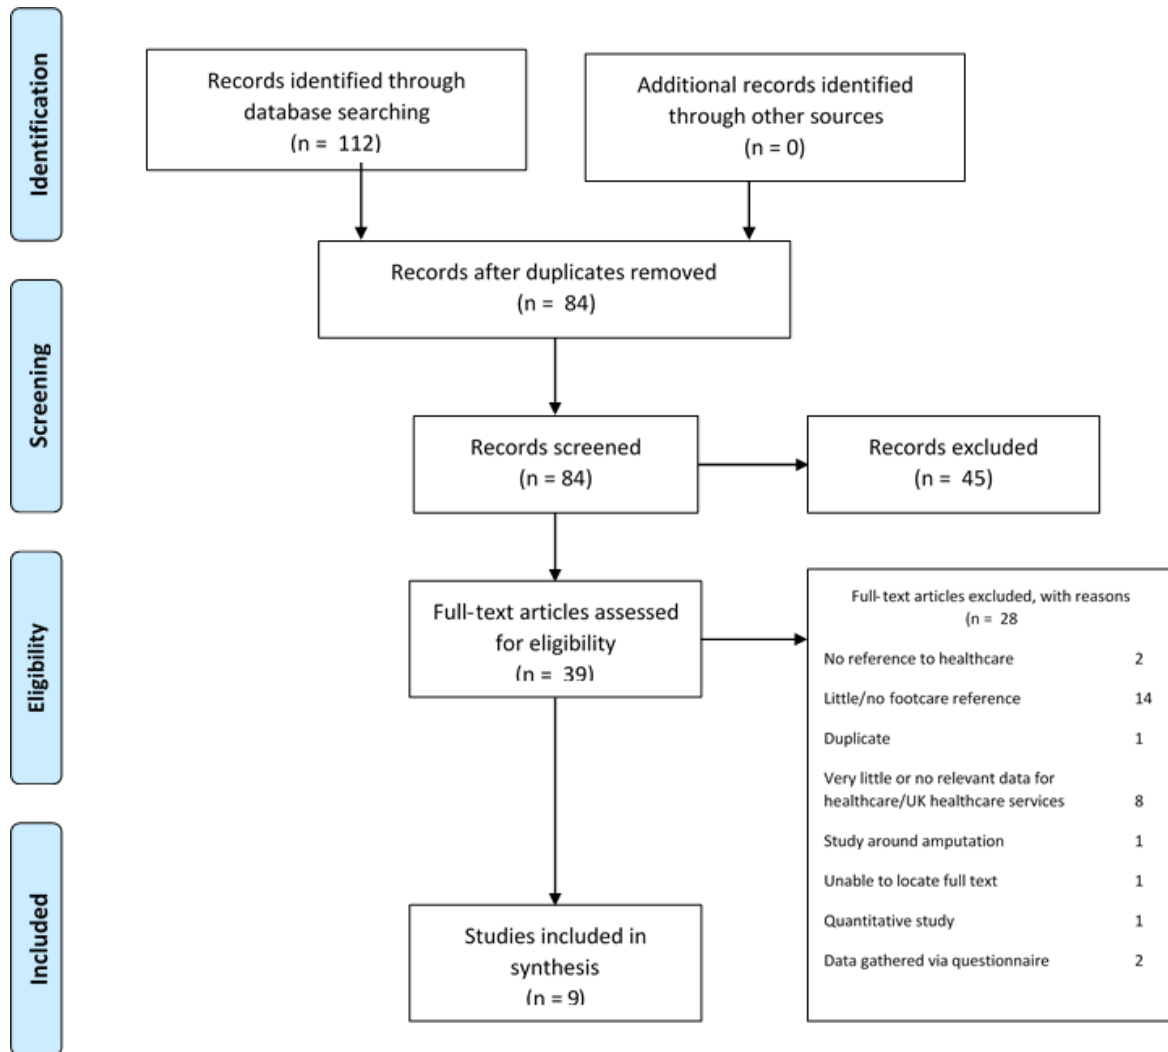 Identification
Records identified through
database searching
(n = 112)
Additional records identified
through other sources
(n = 0)
Records after duplicates removed
(n = 84)
Screening
Records screened
(n = 84)
Records excluded
(n = 45)
Eligibility
Full-text articles assessed
for eligibility
(n = 39)
Full-text articles excluded, with reasons
(n = 28
No reference to healthcare 2
Little/no footcare reference 14
Duplicate 1
Very little or no relevant data for
healthcare/UK healthcare services 8
Study around amputation 1
Unable to locate full text 1
Quantitative study 1
Data gathered via questionnaire 2
Included
Studies included in
synthesis
(n = 9)